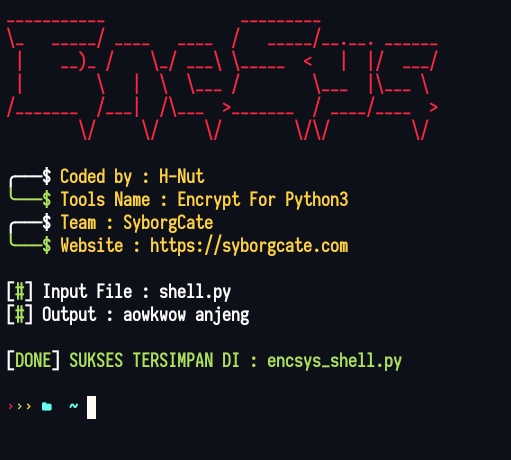 EncSys
Coded by : H-Nut
Tools Name : Encrypt For Python3
Team : SyborgCate
Website : https://syborgcate.com
[#] Input File : shell.py
[#] Output : aowkwow anjeng
[DONE] SUKSES TERSIMPAN DI : encsys_shell.py
››› ~